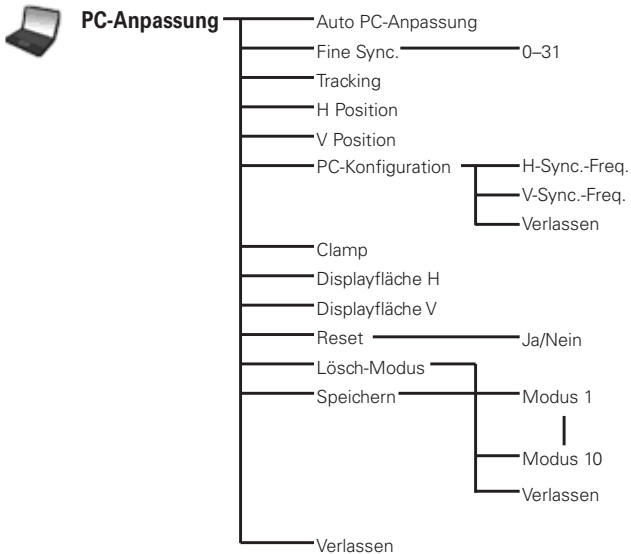 PC-Anpassung
Auto PC-Anpassung
Fine Sync. 0–31
Tracking
H Position
V Position
PC-Konfiguration H-Sync.-Freq.
V-Sync.-Freq.
Verlassen
Clamp
Displayfläche H
Displayfläche V
Reset Ja/Nein
Lösch-Modus
Speichern Modus 1
Modus 10
Verlassen
Verlassen